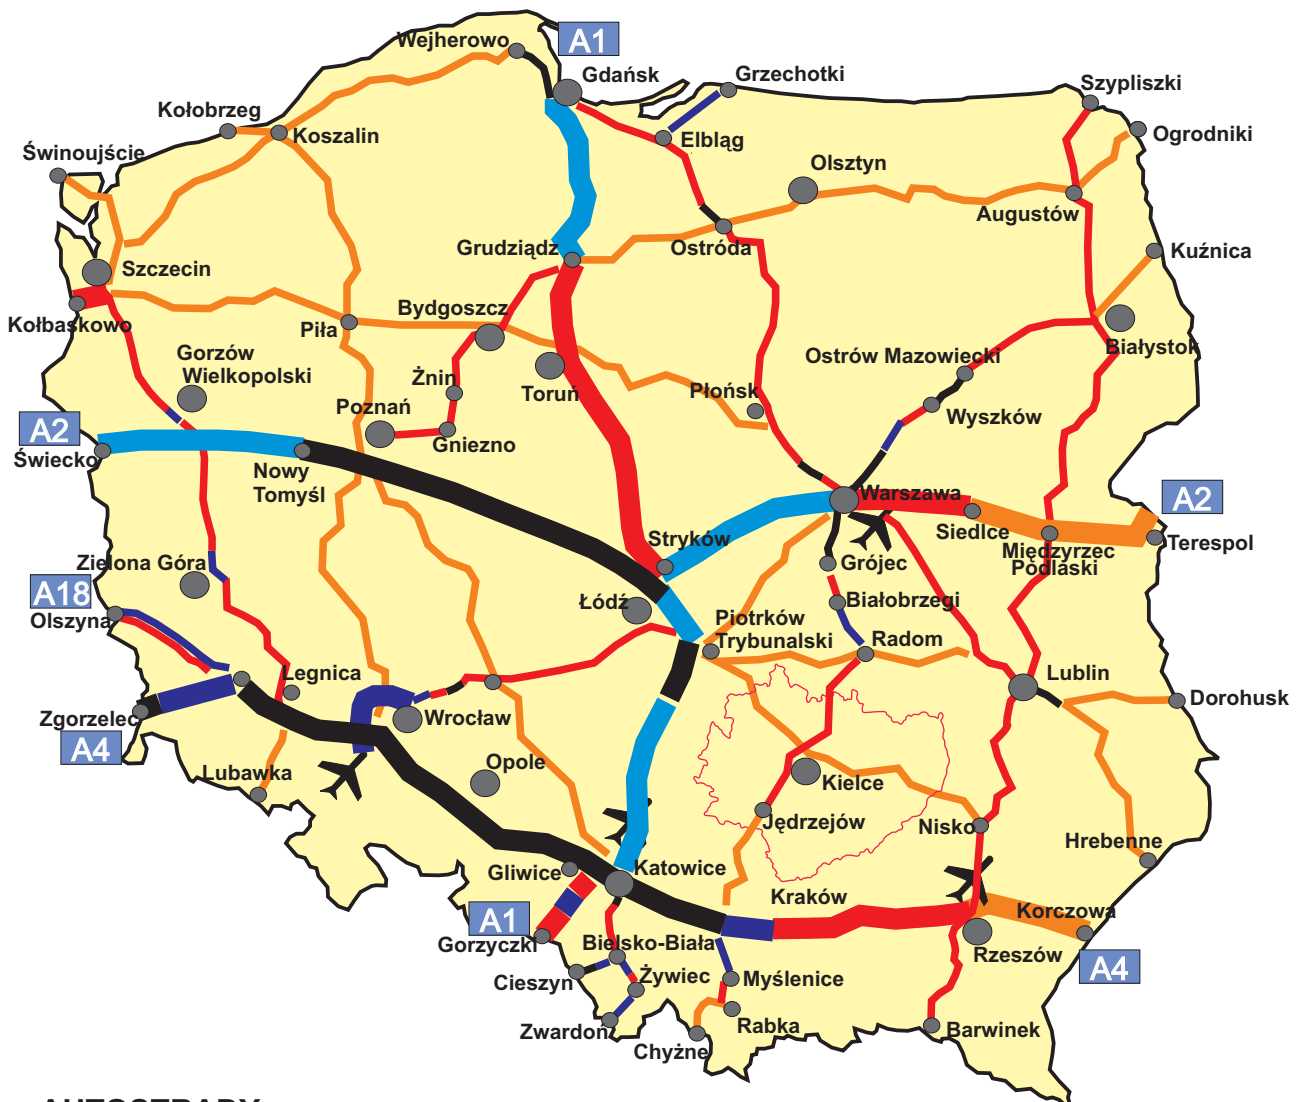 Wejherowo
A1
Gdańsk
Grzechotki
Szypliszki
Kołobrzeg
Koszalin
Elbląg
Ogrodniki
Świnoujście
Olsztyn
Augustów
Grudziądz
Ostróda
Kuźnica
Szczecin
Kołbaskowo
Bydgoszcz
Piła
Białystok
Gorzów
Wielkopolski
Ostrów Mazowiecki
Żnin
Toruń
Płońsk
Poznań
Wyszków
A2
Gniezno
Świecko
Nowy
Tomyśl
Warszawa
A2
Siedlce
Stryków
Międzyrzec
Podlaski
Terespol
Zielona Góra
Grójec
A18
Olszyna
Łódź
Białobrzegi
Piotrków
Trybunalski
Radom
Legnica
Lublin
Dorohusk
Zgorzelec
Wrocław
A4
Lubawka
Opole
Kielce
Jędrzejów
Nisko
Hrebenne
Gliwice
Katowice
Kraków
A1
Korczowa
Gorzyczki
Bielsko-Biała
Rzeszów
A4
Cieszyn
Żywiec
Myślenice
Zwardoń
Rabka
Barwinek
Chyżne